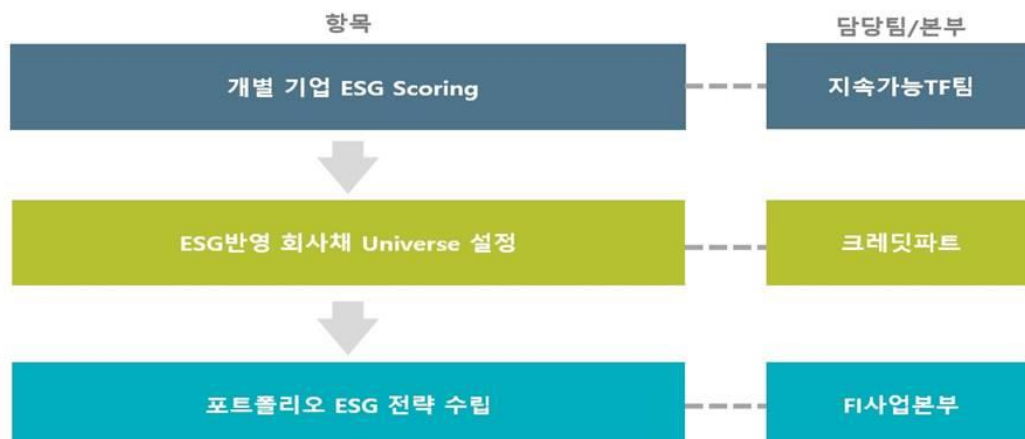 항목
담당팀/본부
개별 기업 ESG Scoring
지속가능TF팀
ESG반영 회사채 Universe 설정
크레딧파트
포트폴리오 ESG 전략 수립
FI사업본부